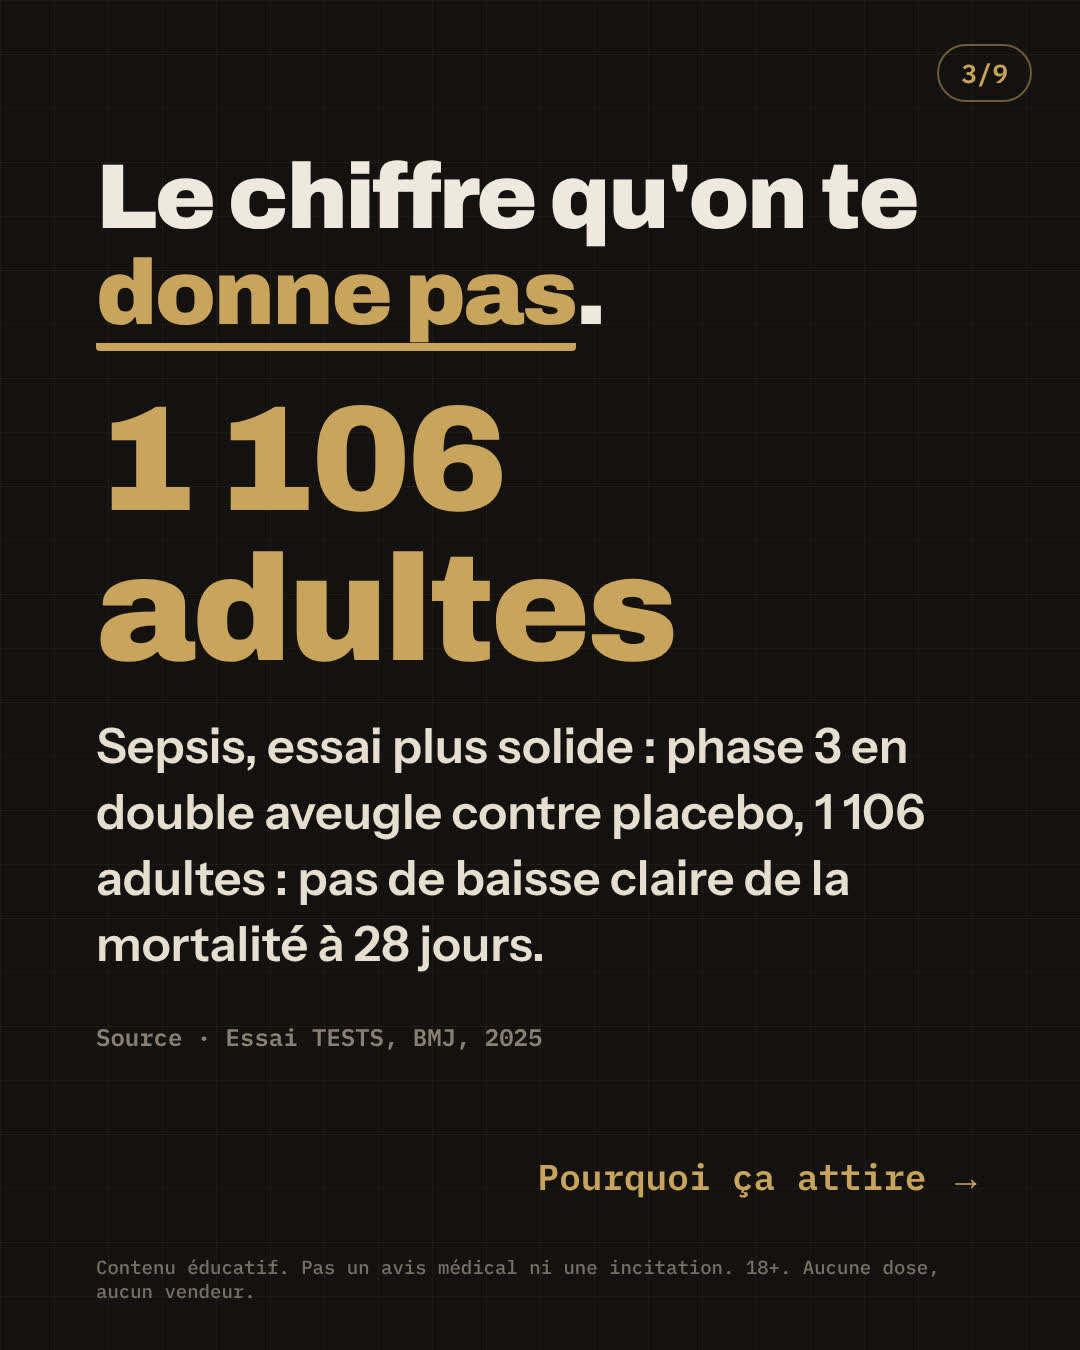 3/9
Le chiffre qu'on te
donne pas.
1 106
adultes
Sepsis, essai plus solide : phase 3 en
double aveugle contre placebo, 1 106
adultes : pas de baisse claire de la
mortalité à 28 jours.
Source · Essai TESTS, BMJ, 2025
Pourquoi ça attire →
Contenu éducatif. Pas un avis médical ni une incitation. 18+. Aucune dose,
aucun vendeur.